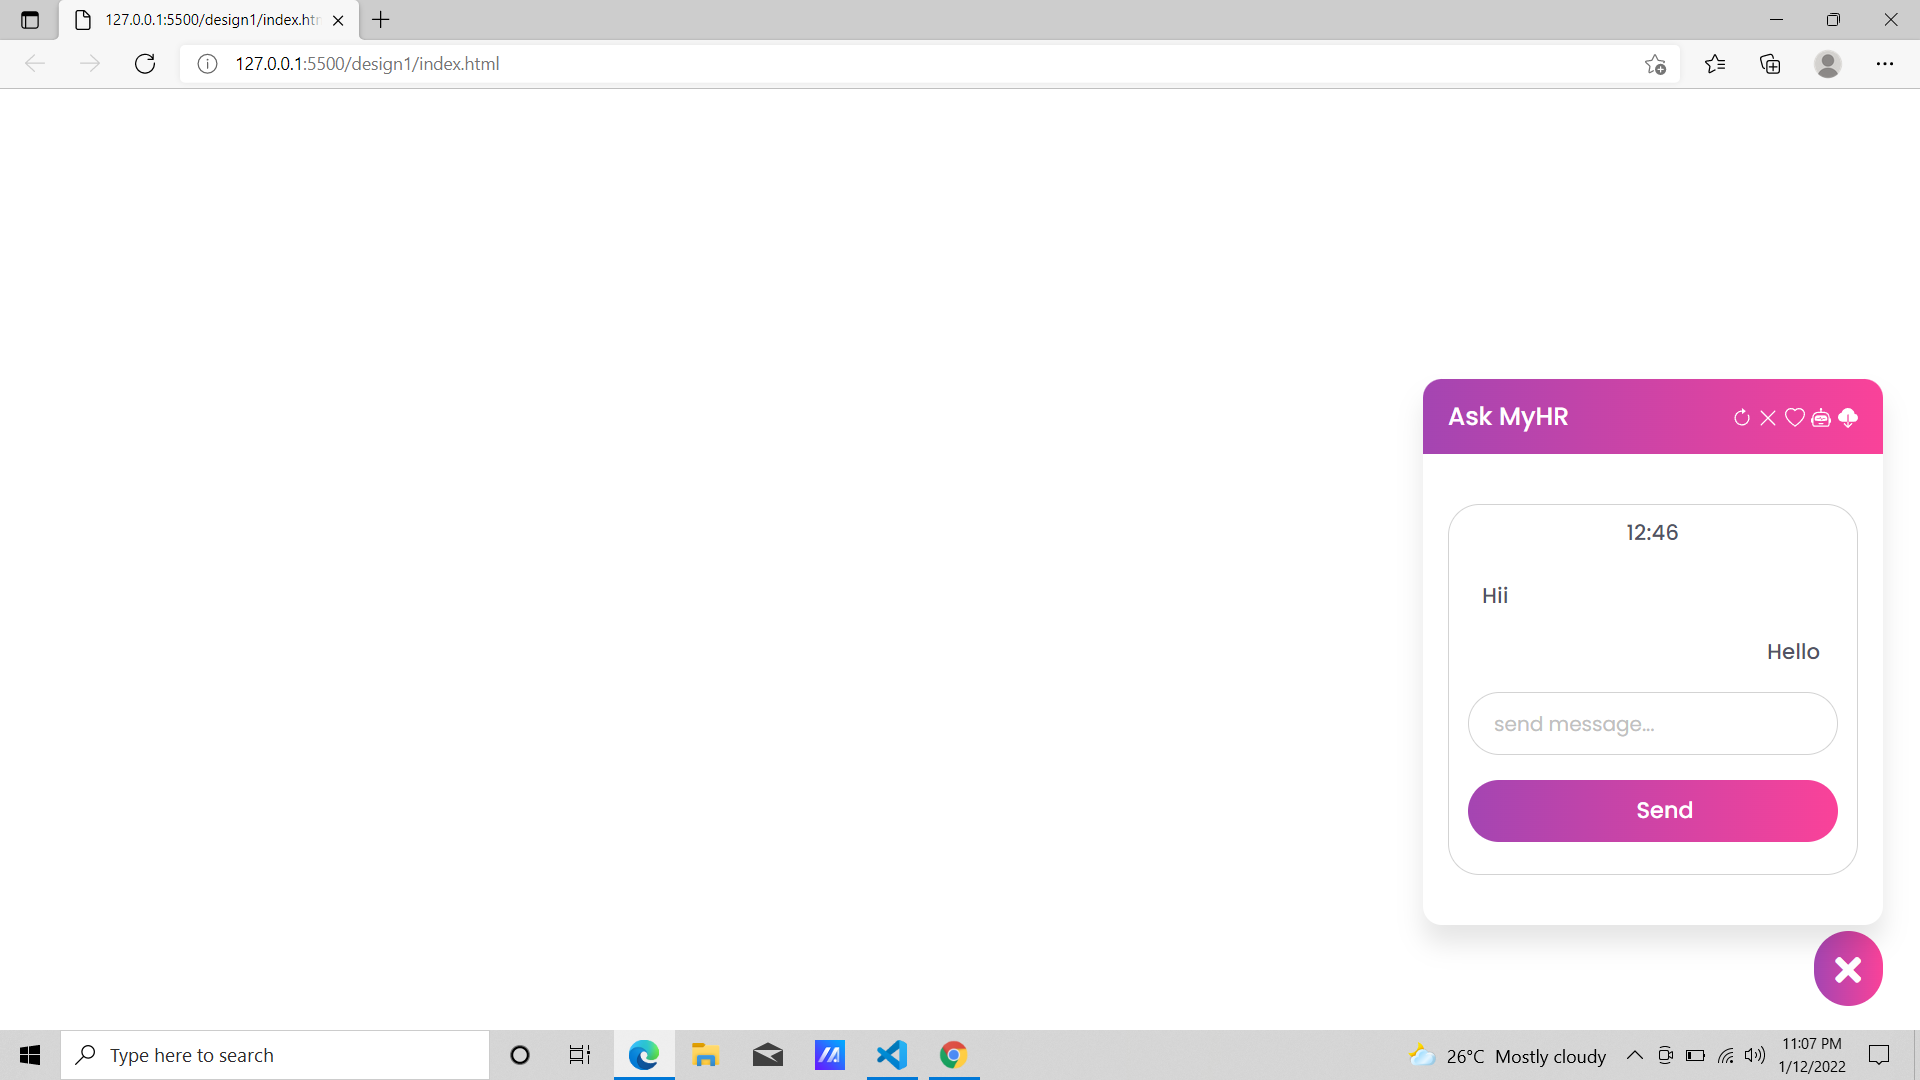 127.0.0.1:5500/design1/index.htm
127.0.0.1:5500/design1/index.html
Ask MyHR
12:46
Hii
Hello
send message...
Send
Type here to search
26°C Mostly cloudy
11:07 PM
1/12/2022